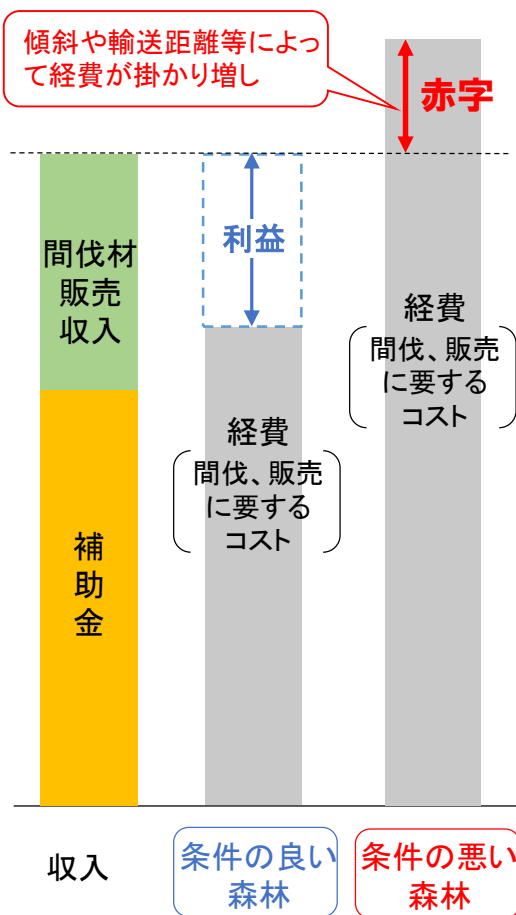 傾斜や輸送距離等によっ
て経費が掛かり増し
赤字
間伐材
販売
収入
利益
経費
間伐、販売
に要する
コスト
経費
間伐、販売
に要する
コスト
補
助
金
収入
条件の良い
森林
条件の悪い
森林